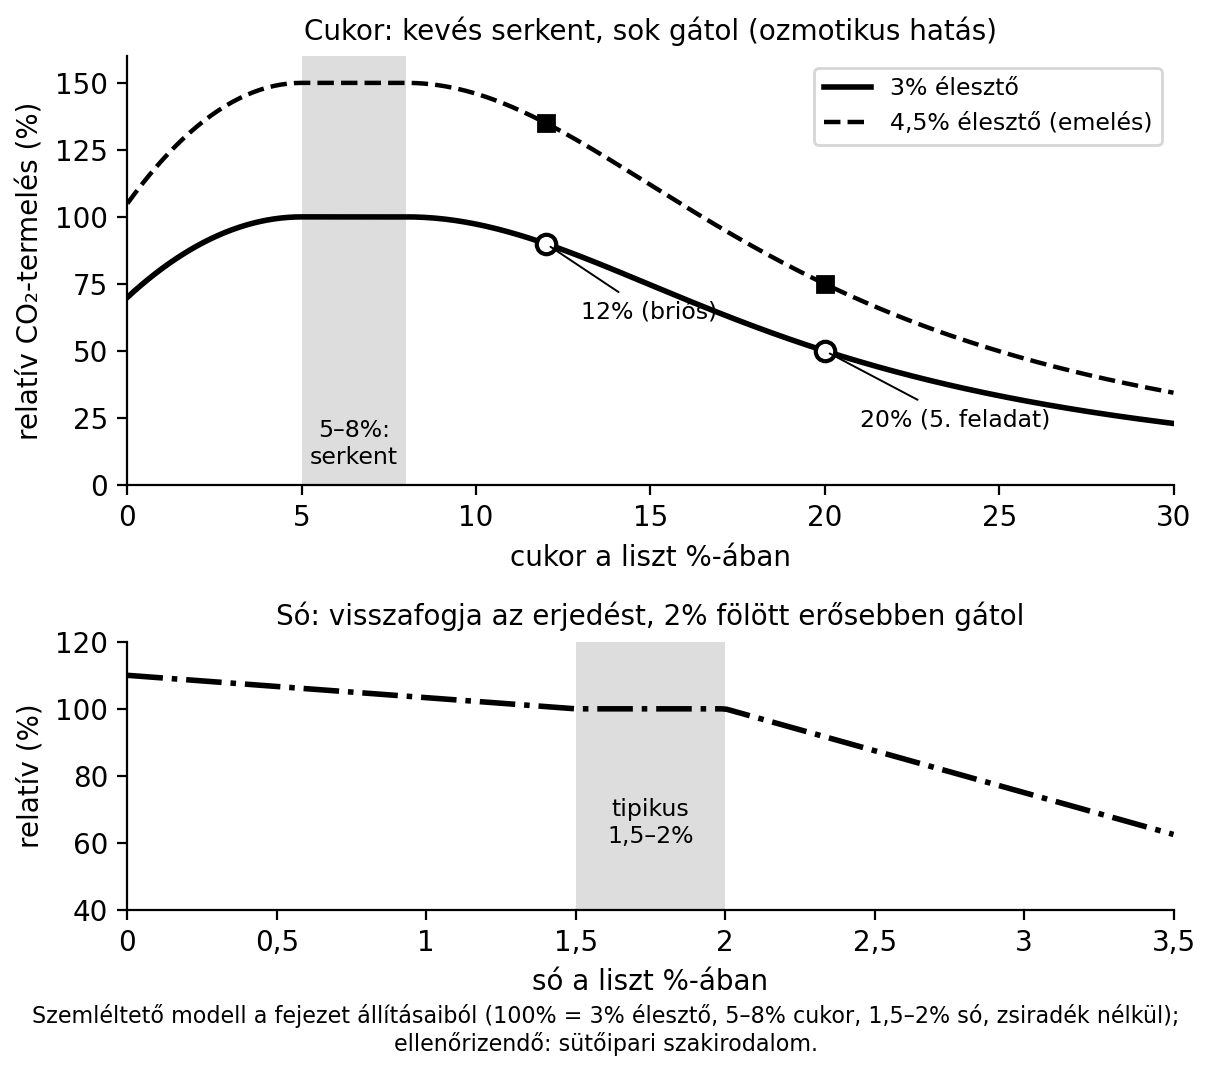 Cukor: kevés serkent, sok gátol (ozmotikus hatás)
relatív CO₂-termelés (%)
150
125
100
75
50
25
0
3% élesztő
4,5% élesztő (emelés)
12% (briós)
20% (5. feladat)
5–8%:
serkent
0 5 10 15 20 25 30
cukor a liszt %-ában
Só: visszafogja az erjedést, 2% fölött erősebben gátol
relatív (%)
120
100
80
60
40
tipikus
1,5–2%
0 0,5 1 1,5 2 2,5 3 3,5
só a liszt %-ában
Szemléltető modell a fejezet állításaiból (100% = 3% élesztő, 5–8% cukor, 1,5–2% só, zsiradék nélkül);
ellenőrizendő: sütőipari szakirodalom.